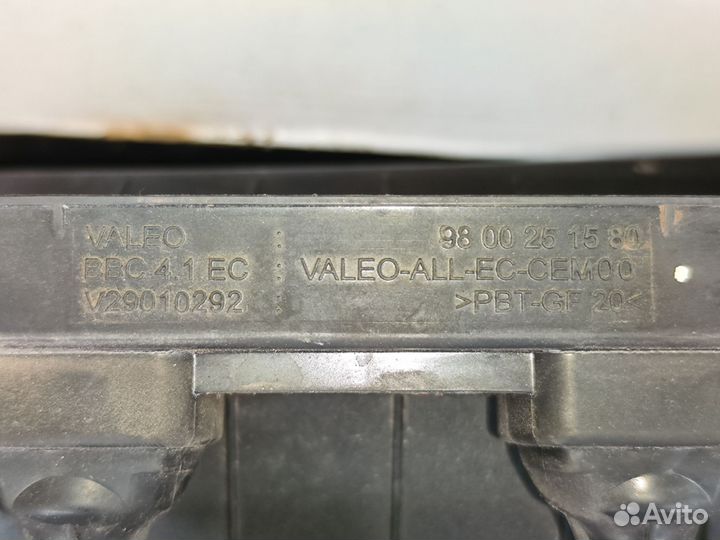 VALEO
BBC 4.1 EC
V29010292
98 00 25 15 80
VALEO-ALL-EC-CEM00
>PBT-GF 20<
Avito